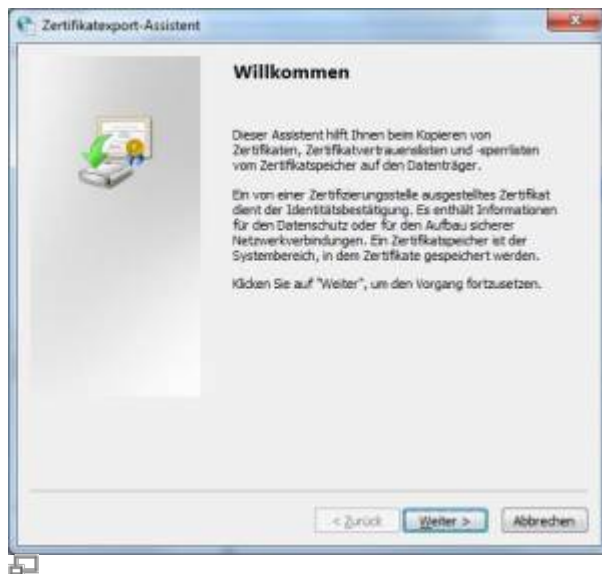 Zertifikatexport-Assistent
Willkommen
Dieser Assistent hilft Ihnen beim Kopieren von
Zertifikaten, Zertifikatvertrauenslisten und -sperrlisten
vom Zertifikatspeicher auf den Datenträger.
Ein von einer Zertifizierungsstelle ausgestelltes Zertifikat
dient der Identitätsbestätigung. Es enthält Informationen
für den Datenschutz oder für den Aufbau sicherer
Netzwerkverbindungen. Ein Zertifikatspeicher ist der
Systembereich, in dem Zertifikate gespeichert werden.
Klicken Sie auf "Weiter", um den Vorgang fortzusetzen.
< Zurück Weiter > Abbrechen